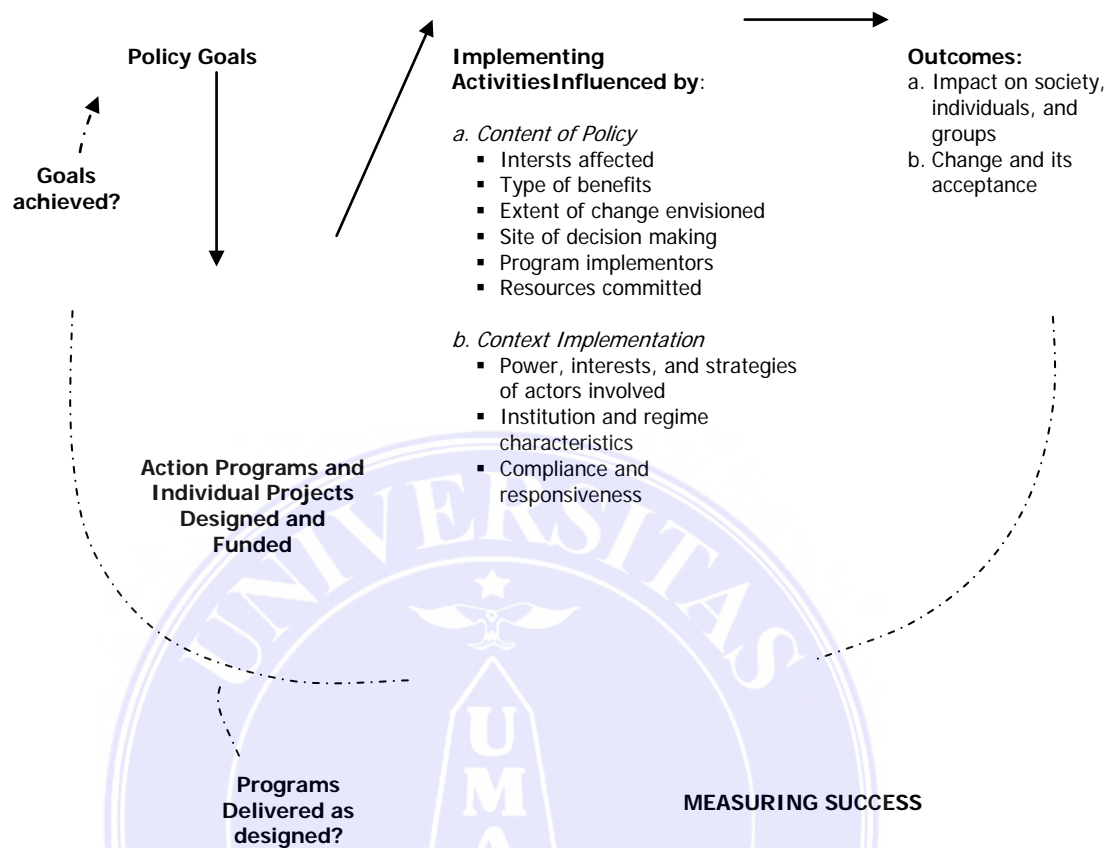 Policy Goals
Goals
achieved?
Implementing
ActivitiesInfluenced by:
a. Content of Policy
▪ Intersts affected
▪ Type of benefits
▪ Extent of change envisioned
▪ Site of decision making
▪ Program implementors
▪ Resources committed
b. Context Implementation
▪ Power, interests, and strategies
of actors involved
▪ Institution and regime
characteristics
▪ Compliance and
responsiveness
Outcomes:
a. Impact on society,
individuals, and
groups
b. Change and its
acceptance
Action Programs and
Individual Projects
Designed and
Funded
Programs
Delivered as
designed?
MEASURING SUCCESS
UNIVERSITAS
U
M
A